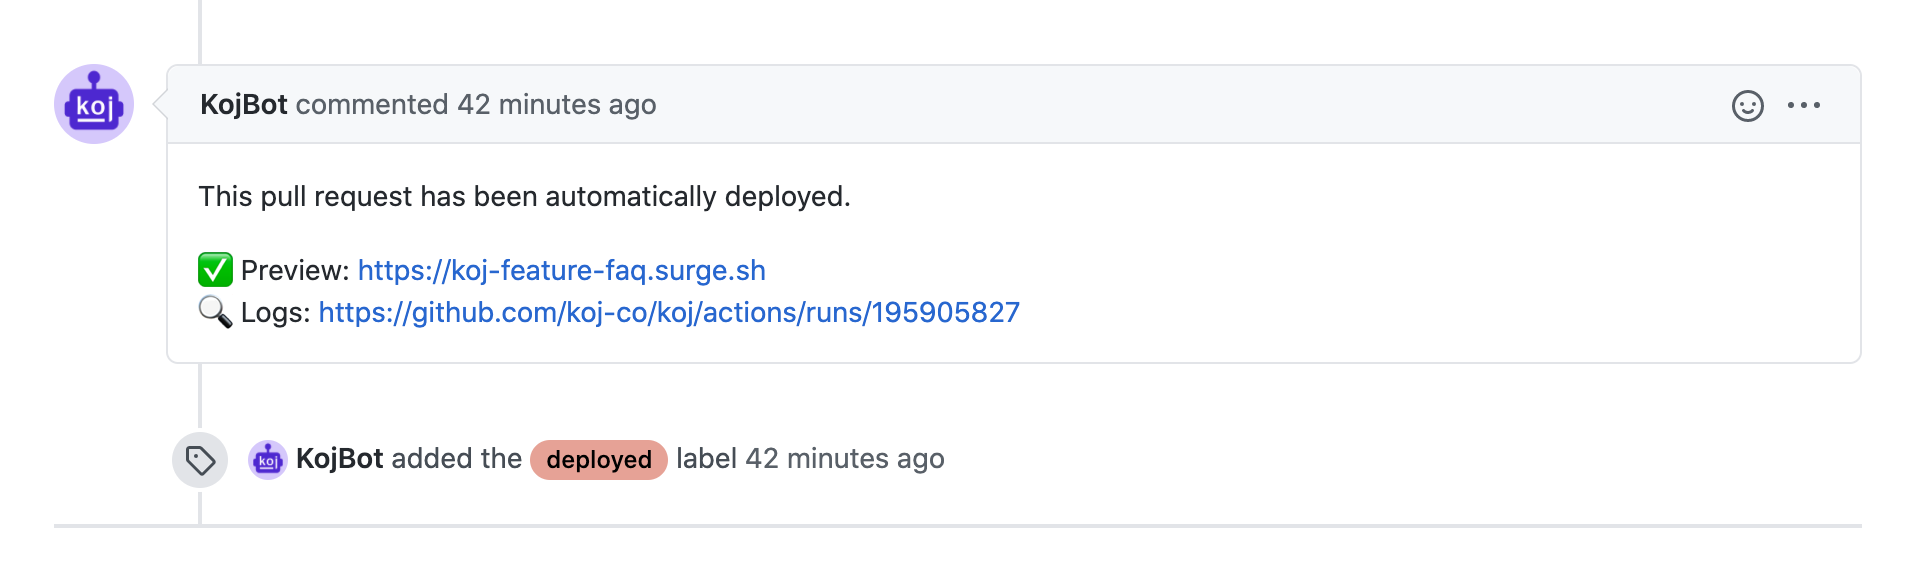 koj
KojBot commented 42 minutes ago
This pull request has been automatically deployed.
✅ Preview: https://koj-feature-faq.surge.sh
🔍 Logs: https://github.com/koj-co/koj/actions/runs/195905827
koj KojBot added the deployed label 42 minutes ago